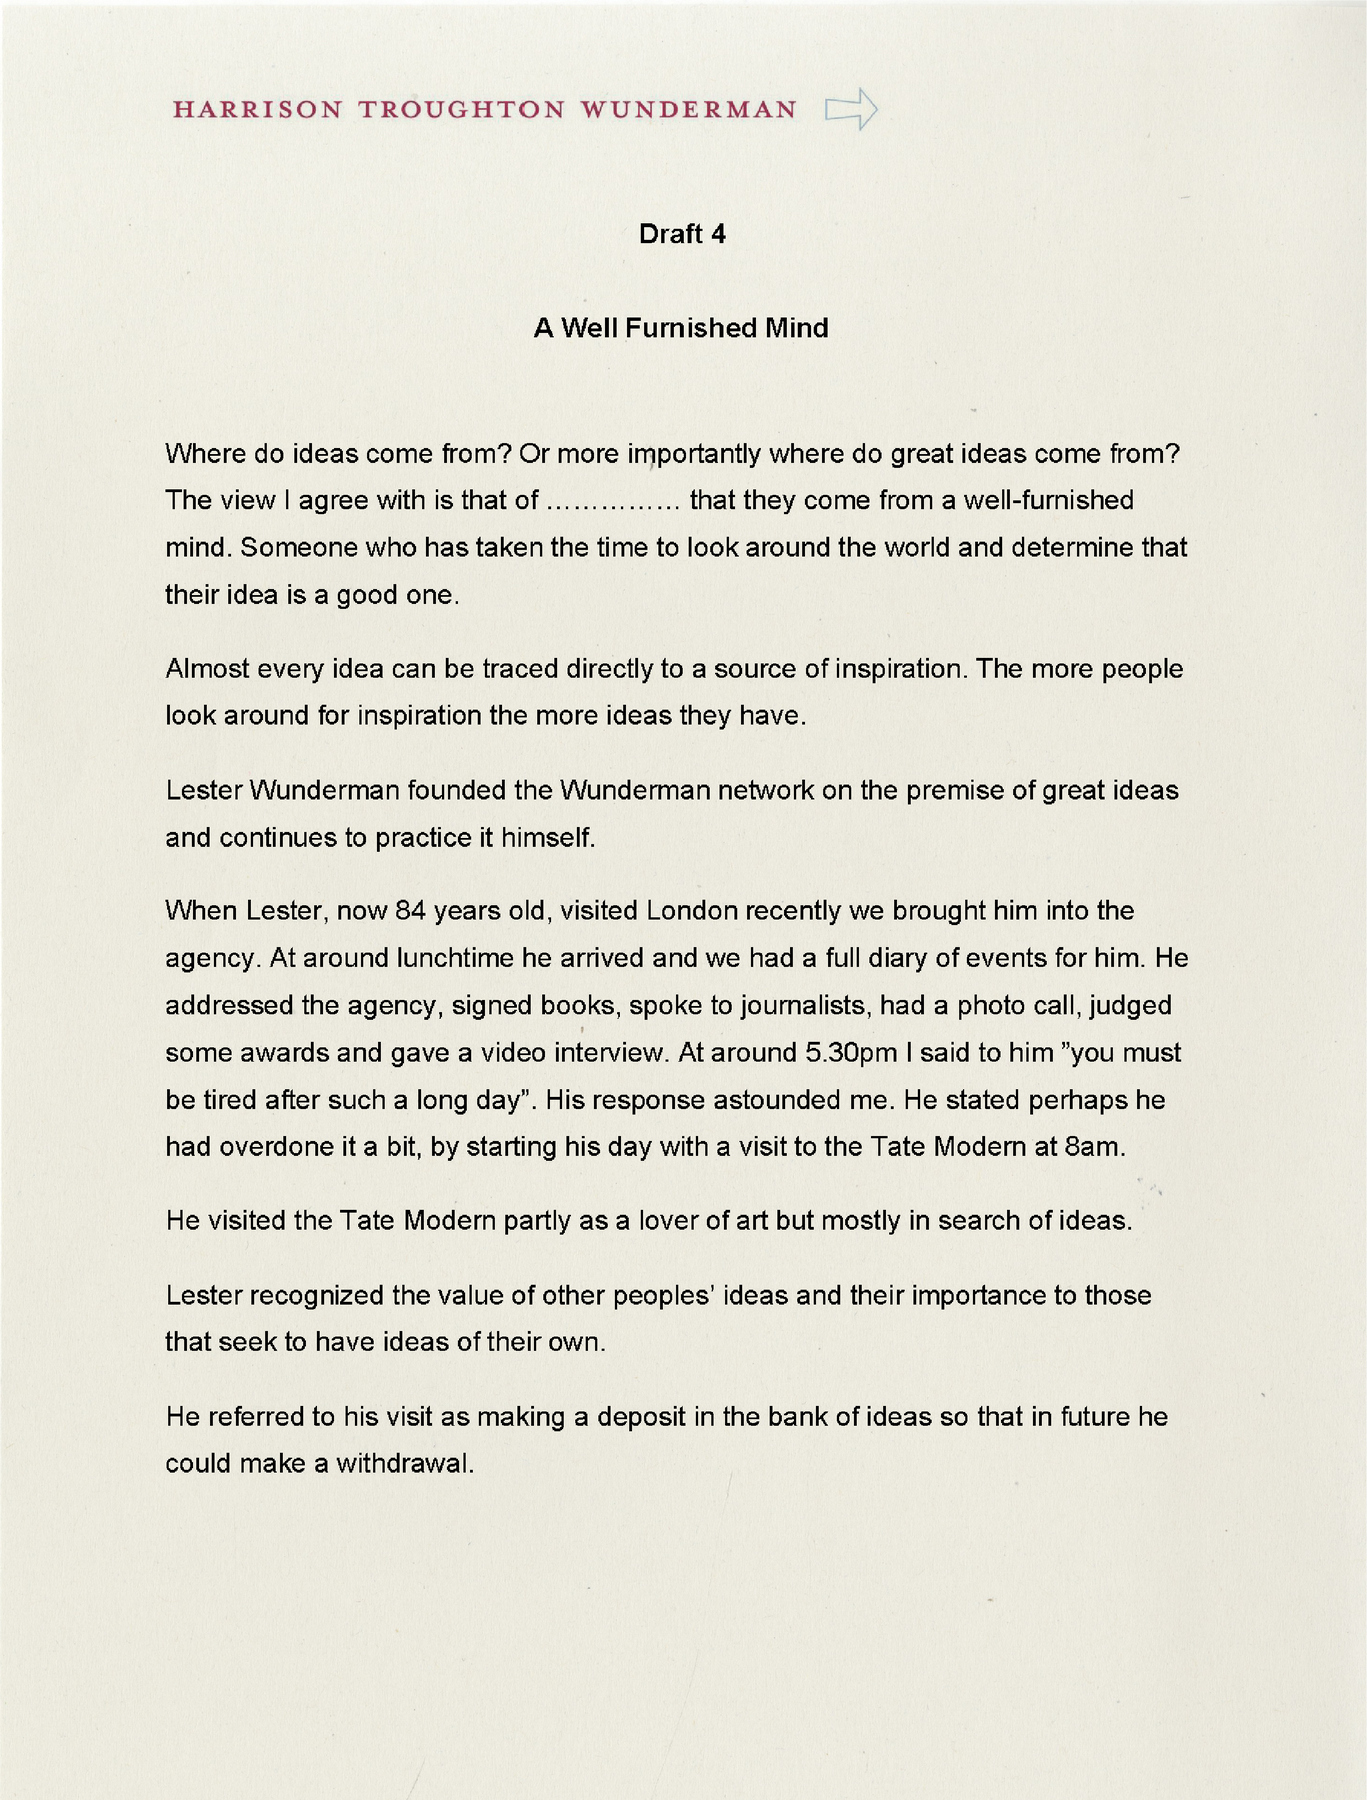 HARRISON TROUGHTON WUNDERMAN
Draft 4
A Well Furnished Mind
Where do ideas come from? Or more importantly where do great ideas come from?
The view I agree with is that of …………… that they come from a well-furnished
mind. Someone who has taken the time to look around the world and determine that
their idea is a good one.
Almost every idea can be traced directly to a source of inspiration. The more people
look around for inspiration the more ideas they have.
Lester Wunderman founded the Wunderman network on the premise of great ideas
and continues to practice it himself.
When Lester, now 84 years old, visited London recently we brought him into the
agency. At around lunchtime he arrived and we had a full diary of events for him. He
addressed the agency, signed books, spoke to journalists, had a photo call, judged
some awards and gave a video interview. At around 5.30pm I said to him ”you must
be tired after such a long day”. His response astounded me. He stated perhaps he
had overdone it a bit, by starting his day with a visit to the Tate Modern at 8am.
He visited the Tate Modern partly as a lover of art but mostly in search of ideas.
Lester recognized the value of other peoples’ ideas and their importance to those
that seek to have ideas of their own.
He referred to his visit as making a deposit in the bank of ideas so that in future he
could make a withdrawal.